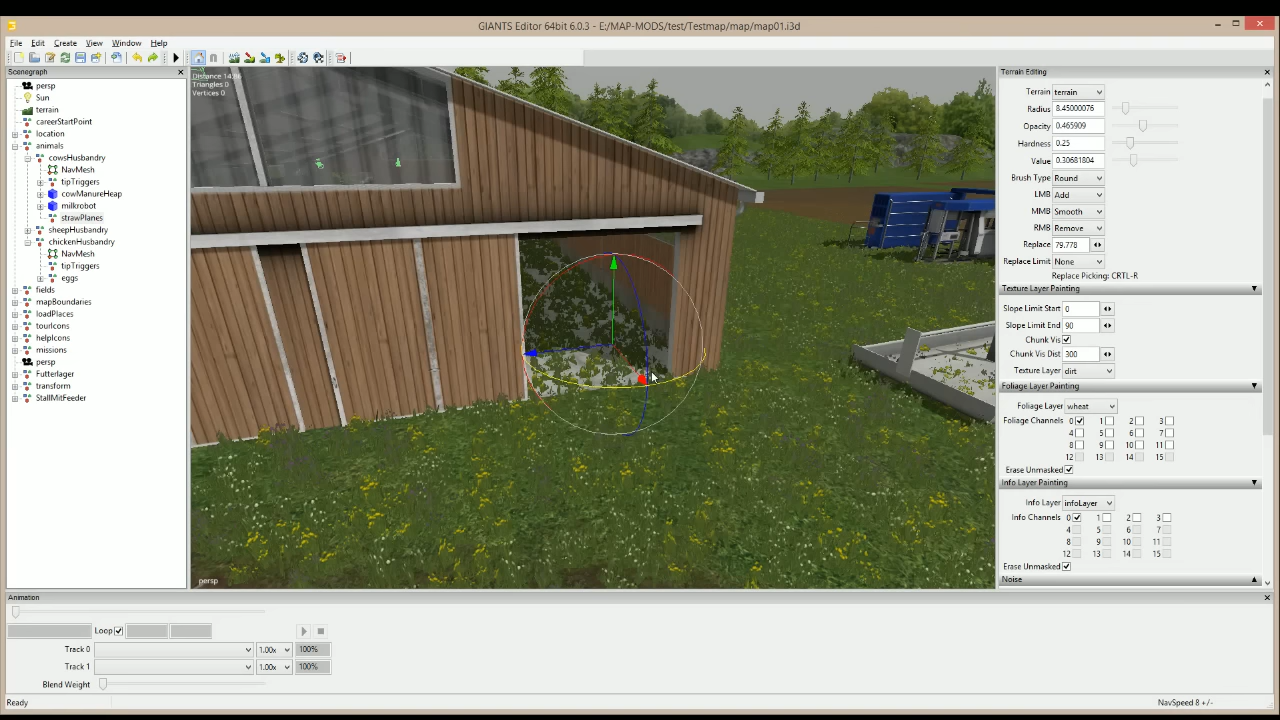 GIANTS Editor 64bit 6.0.3 - E:/MAP-MODS/test/Testmap/map/map01.i3d
File Edit Create View Window Help
Scenegraph
persp
Sun
terrain
careerStartPoint
location
animals
cowsHusbandry
NavMesh
tipTriggers
cowManureHeap
milkrobot
strawPlanes
sheepHusbandry
chickenHusbandry
NavMesh
tipTriggers
eggs
fields
mapBoundaries
loadPlaces
tourIcons
helpIcons
missions
persp
Futterlager
transform
StallMitFeeder
Distance 14.86
Triangles 0
Vertices 0
persp
Terrain Editing
Terrain terrain
Radius 8.45000076
Opacity 0.465909
Hardness 0.25
Value 0.30681804
Brush Type Round
LMB Add
MMB Smooth
RMB Remove
Replace 79.778
Replace Limit None
Replace Picking: CRTL-R
Texture Layer Painting
Slope Limit Start 0
Slope Limit End 90
Chunk Vis
Chunk Vis Dist 300
Texture Layer dirt
Foliage Layer Painting
Foliage Layer wheat
Foliage Channels 0 1 2 3
4 5 6 7
8 9 10 11
12 13 14 15
Erase Unmasked
Info Layer Painting
Info Layer infoLayer
Info Channels 0 1 2 3
4 5 6 7
8 9 10 11
12 13 14 15
Erase Unmasked
Noise
Animation
Loop
Track 0 1.00x 100%
Track 1 1.00x 100%
Blend Weight
Ready
NavSpeed 8 +/-